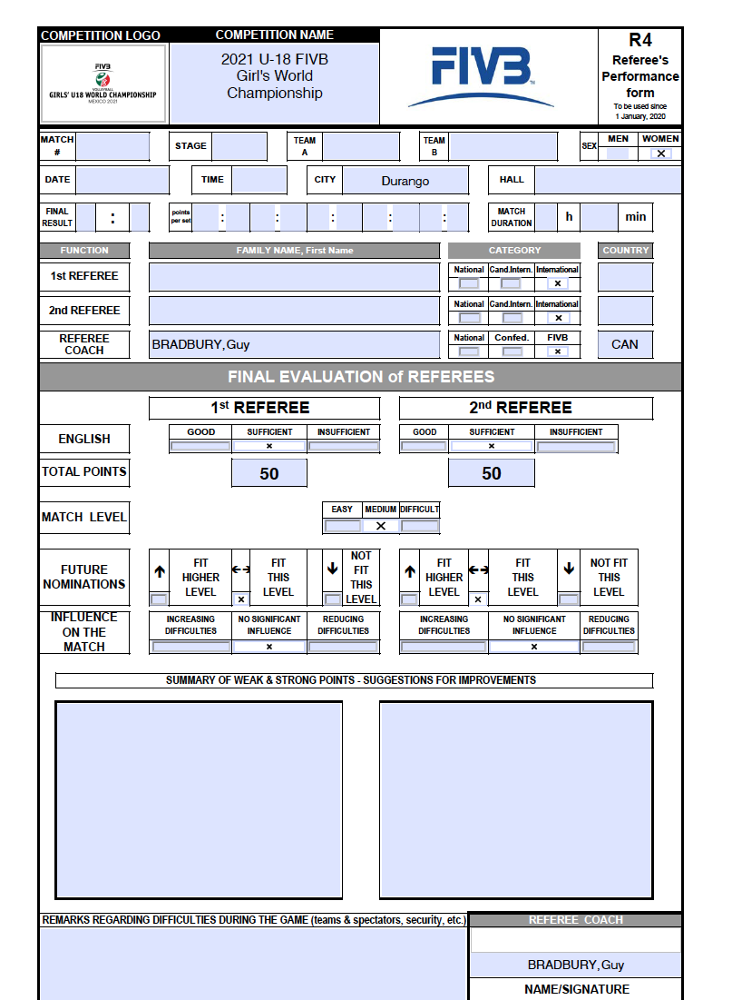 COMPETITION LOGO COMPETITION NAME
FIVB
VOLLEYBALL
GIRLS' U18 WORLD CHAMPIONSHIP
MEXICO 2021
2021 U-18 FIVB
Girl's World
Championship
FIVB
TM
R4
Referee's
Performance
form
To be used since
1 January, 2020
MATCH # STAGE TEAM A TEAM B SEX MEN WOMEN
×
DATE TIME CITY Durango HALL
FINAL RESULT : points per set : : : : : MATCH DURATION h min
FUNCTION FAMILY NAME, First Name CATEGORY COUNTRY
1st REFEREE National Cand.Intern. International
×
2nd REFEREE National Cand.Intern. International
×
REFEREE COACH BRADBURY, Guy National Confed. FIVB CAN
×
FINAL EVALUATION of REFEREES
1st REFEREE 2nd REFEREE
ENGLISH GOOD SUFFICIENT INSUFFICIENT GOOD SUFFICIENT INSUFFICIENT
× ×
TOTAL POINTS 50 50
MATCH LEVEL EASY MEDIUM DIFFICULT
×
FUTURE NOMINATIONS FIT HIGHER LEVEL FIT THIS LEVEL NOT FIT THIS LEVEL FIT HIGHER LEVEL FIT THIS LEVEL NOT FIT THIS LEVEL
× ×
INFLUENCE ON THE MATCH INCREASING DIFFICULTIES NO SIGNIFICANT INFLUENCE REDUCING DIFFICULTIES INCREASING DIFFICULTIES NO SIGNIFICANT INFLUENCE REDUCING DIFFICULTIES
× ×
SUMMARY OF WEAK & STRONG POINTS - SUGGESTIONS FOR IMPROVEMENTS
REMARKS REGARDING DIFFICULTIES DURING THE GAME (teams & spectators, security, etc.) REFEREE COACH
BRADBURY, Guy
NAME/SIGNATURE